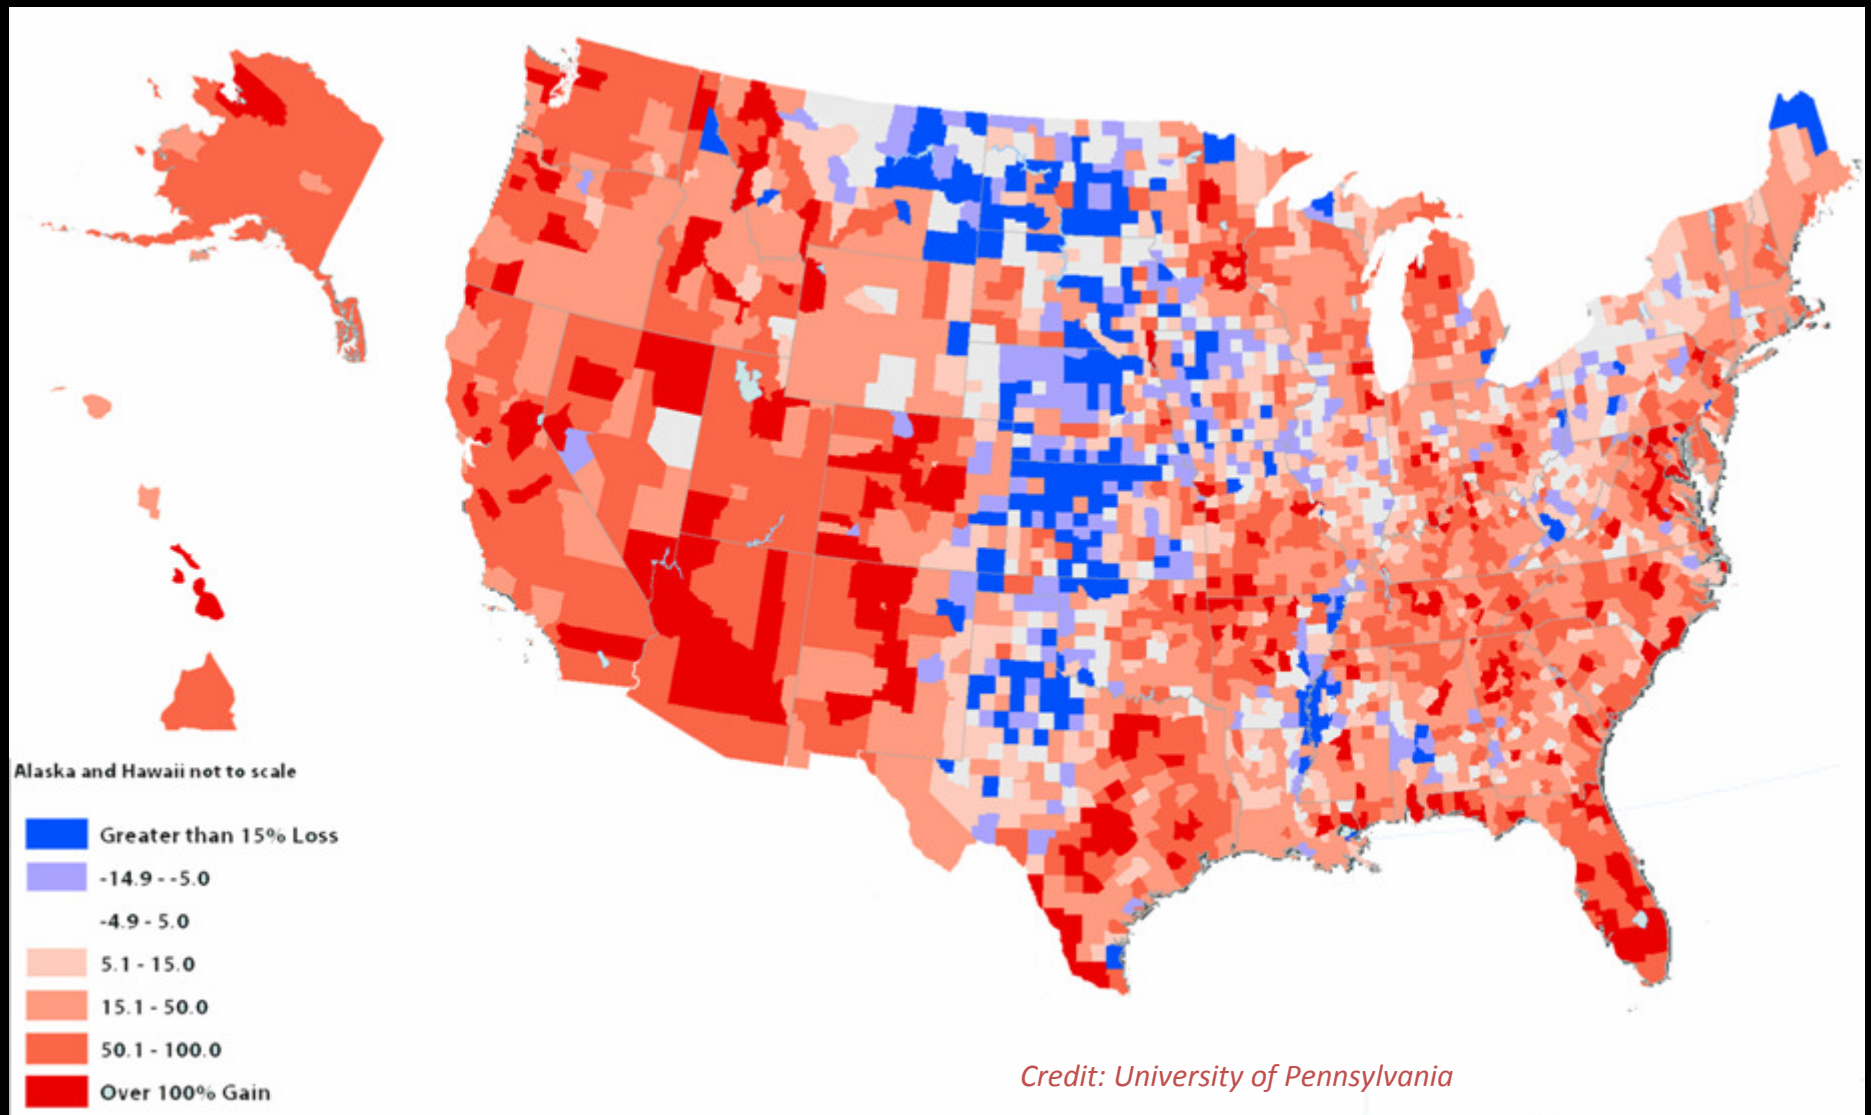 Alaska and Hawaii not to scale
Greater than 15% Loss
-14.9 - -5.0
-4.9 - 5.0
5.1 - 15.0
15.1 - 50.0
50.1 - 100.0
Over 100% Gain
Credit: University of Pennsylvania